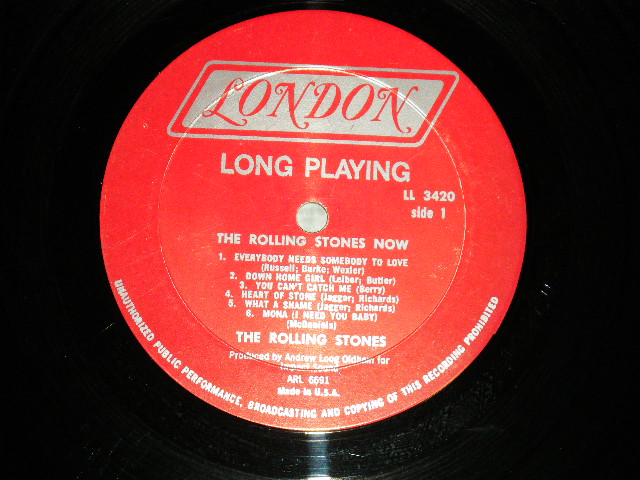 LONDON
LONG PLAYING
LL 3420
side 1
THE ROLLING STONES NOW
1. EVERYBODY NEEDS SOMEBODY TO LOVE
(Russell; Burke; Wexler)
2. DOWN HOME GIRL (Leiber; Butler)
3. YOU CAN'T CATCH ME (Berry)
4. HEART OF STONE (Jagger; Richards)
5. WHAT A SHAME (Jagger; Richards)
6. MONA (I NEED YOU BABY)
(McDaniels)
THE ROLLING STONES
Produced by Andrew Loog Oldham for
Impact Sound
ARL 6691
Made in U.S.A.
UNAUTHORIZED PUBLIC PERFORMANCE, BROADCASTING AND COPYING OF THIS RECORDING PROHIBITED